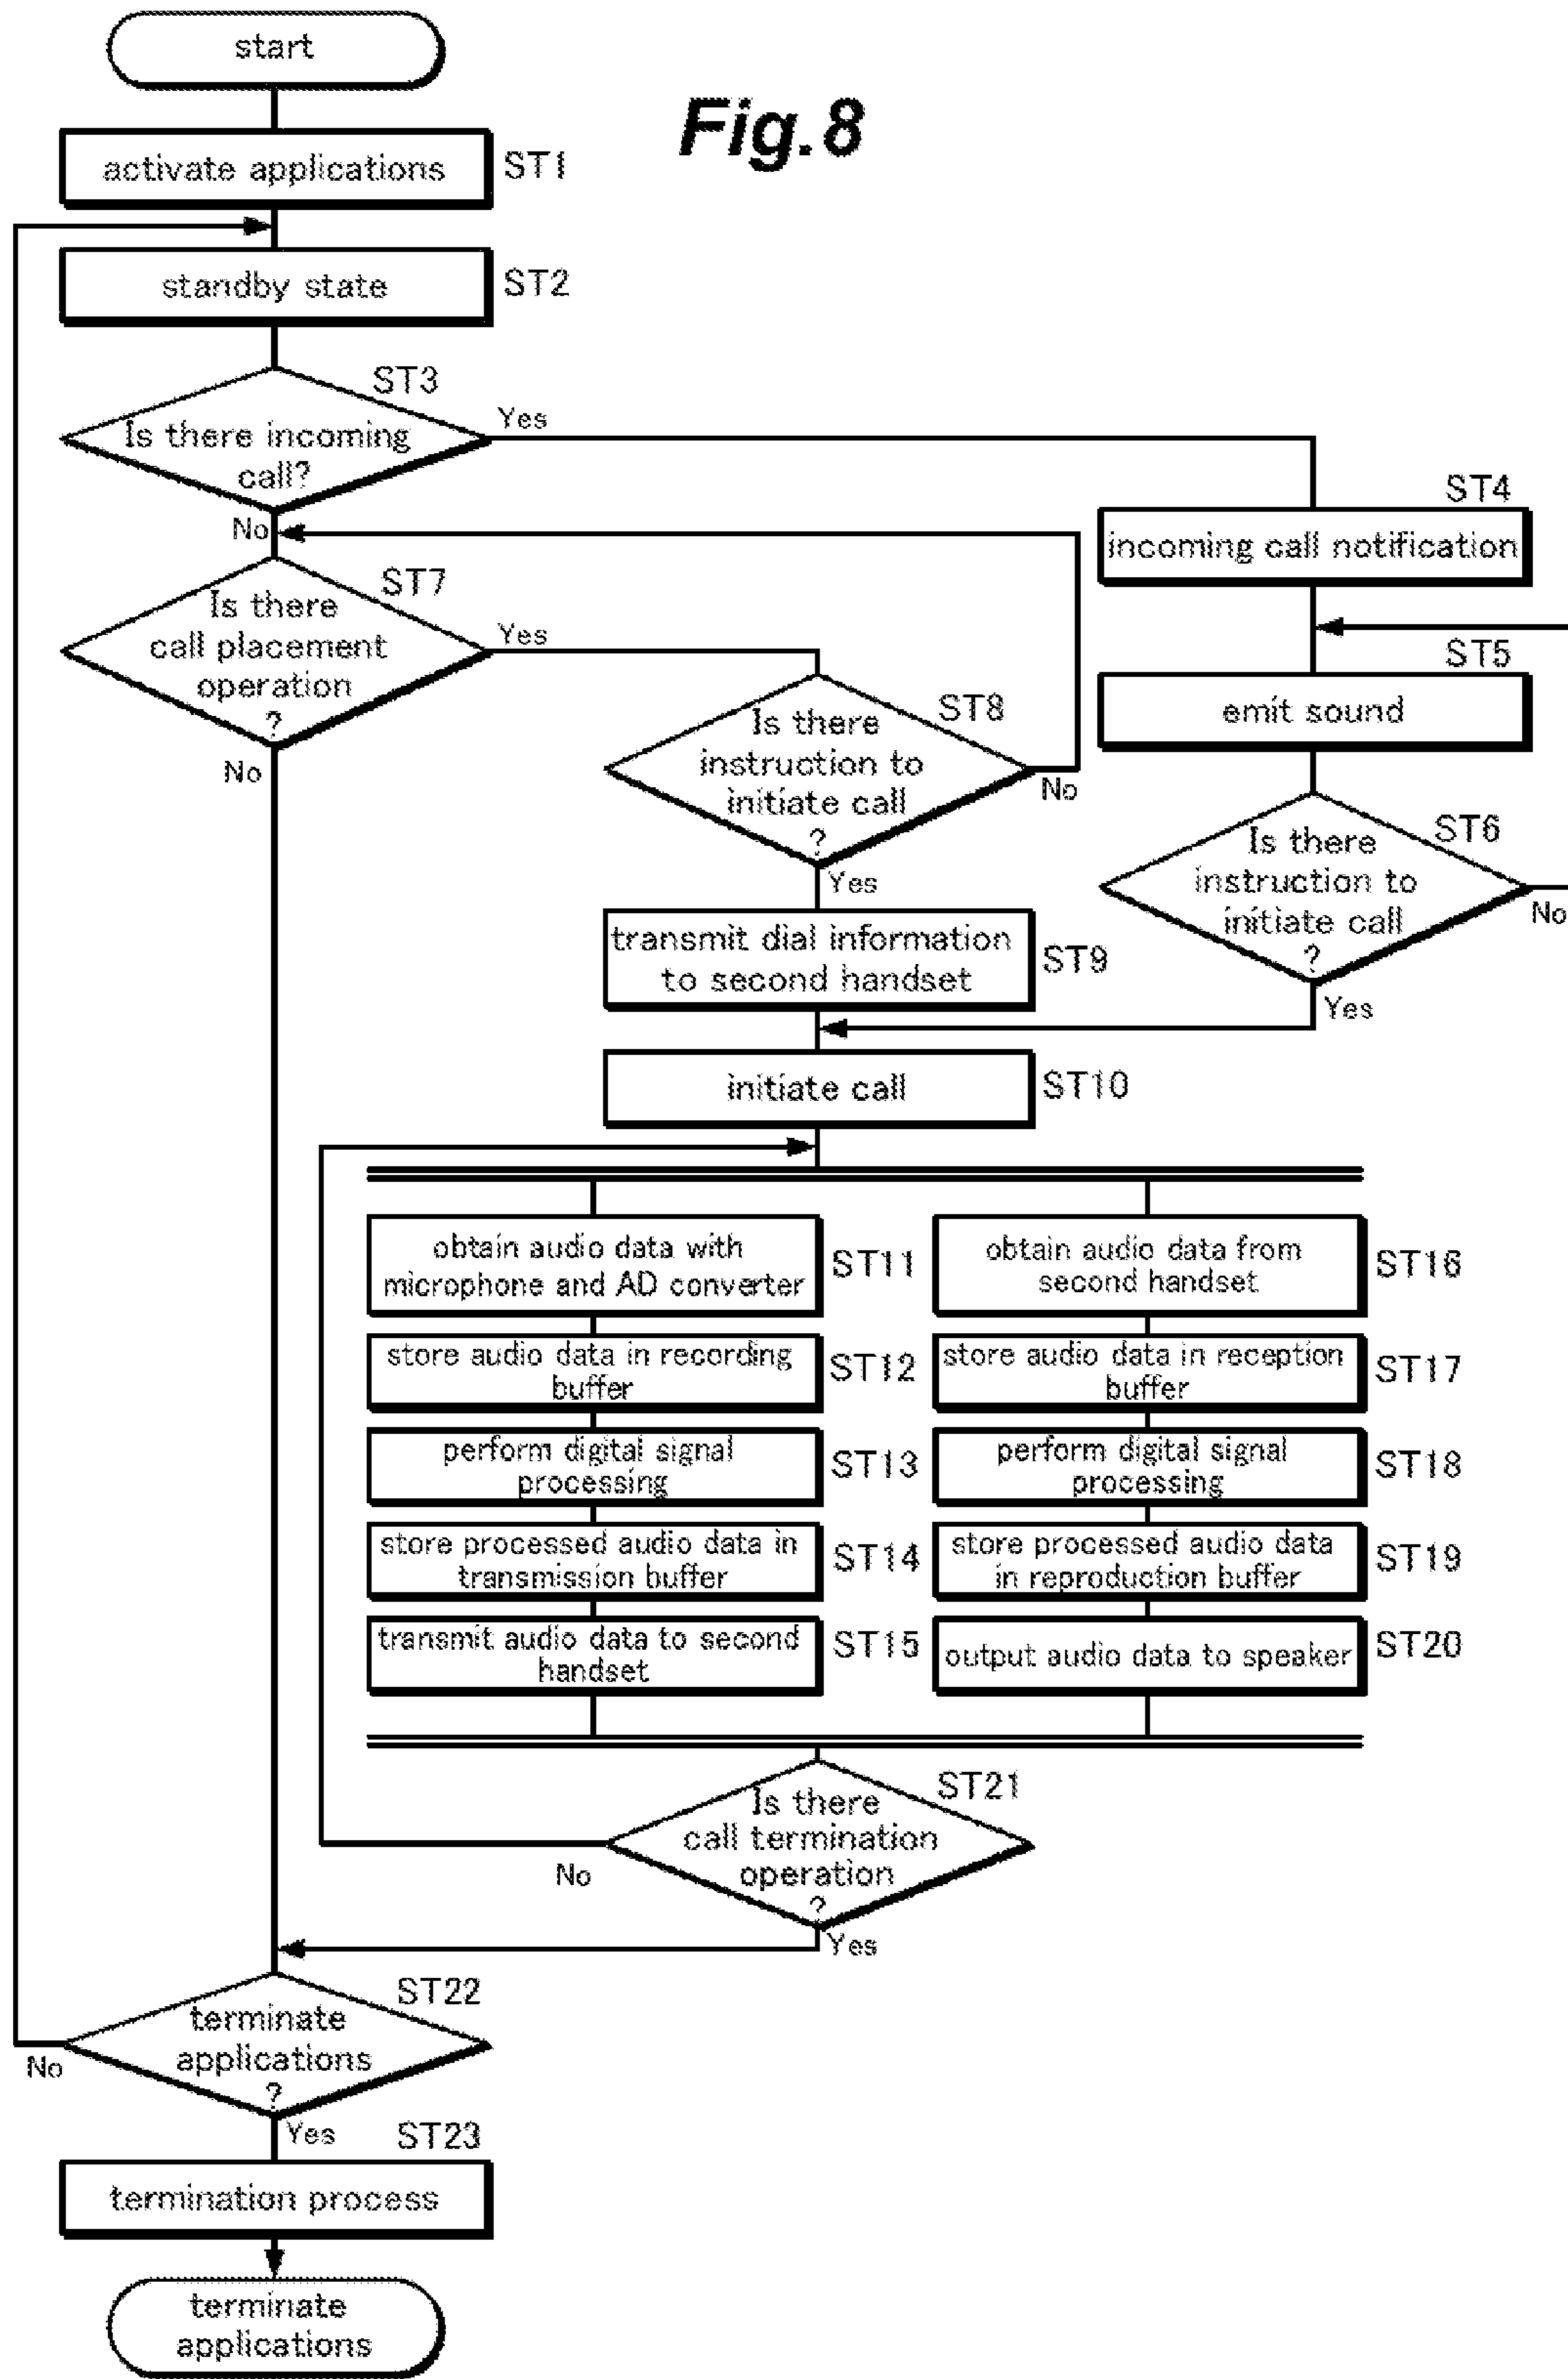 start
Fig.8
activate applications
ST1
standby state
ST2
ST3
Is there incoming
call?
Yes
No
ST4
incoming call notification
ST5
emit sound
ST6
Is there
instruction to
initiate call
?
No
Yes
ST7
Is there
call placement
operation
?
Yes
No
ST8
Is there
instruction to
initiate call
?
No
Yes
transmit dial information
to second handset
ST9
initiate call
ST10
obtain audio data with
microphone and AD converter
ST11
store audio data in recording
buffer
ST12
perform digital signal
processing
ST13
store processed audio data in
transmission buffer
ST14
transmit audio data to second
handset
ST15
obtain audio data from
second handset
ST16
store audio data in reception
buffer
ST17
perform digital signal
processing
ST18
store processed audio data
in reproduction buffer
ST19
output audio data to speaker
ST20
ST21
Is there
call termination
operation
?
No
Yes
ST22
terminate
applications
?
No
Yes
ST23
termination process
terminate
applications